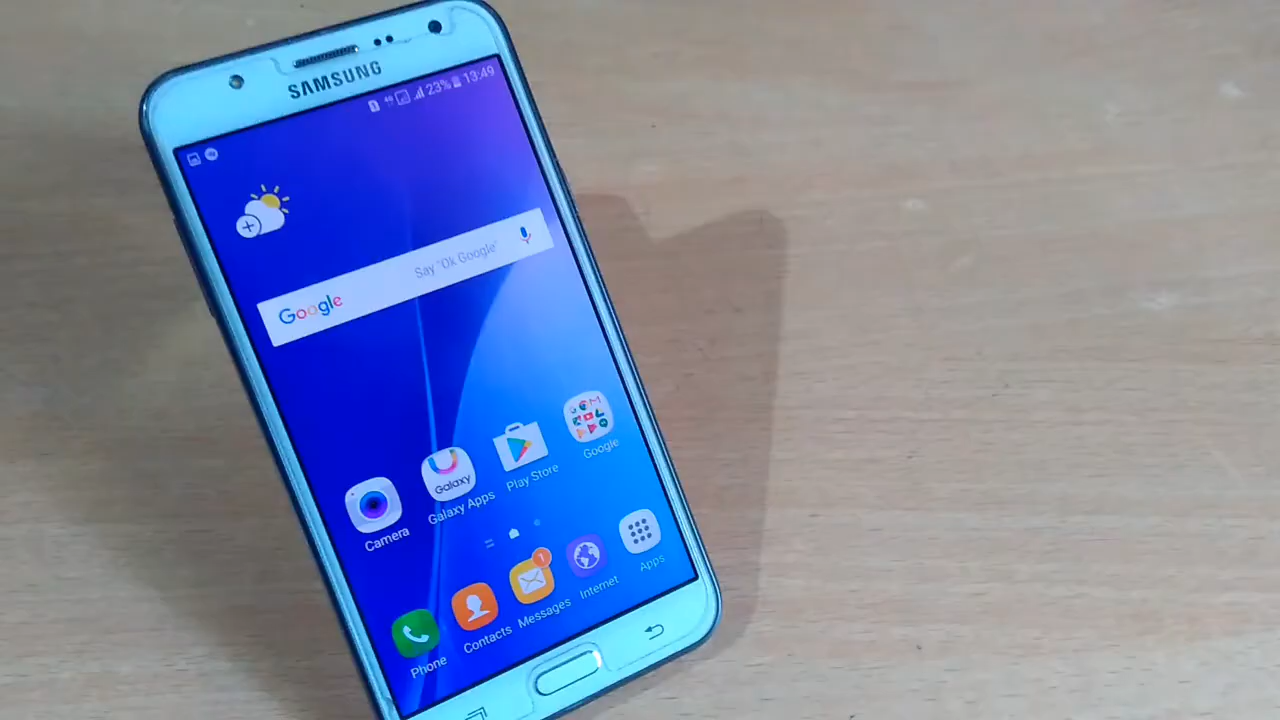 SAMSUNG
23% 13:49
Google Say "Ok Google"
Galaxy
Camera
Galaxy Apps
Play Store
Google
1
Phone
Contacts
Messages
Internet
Apps